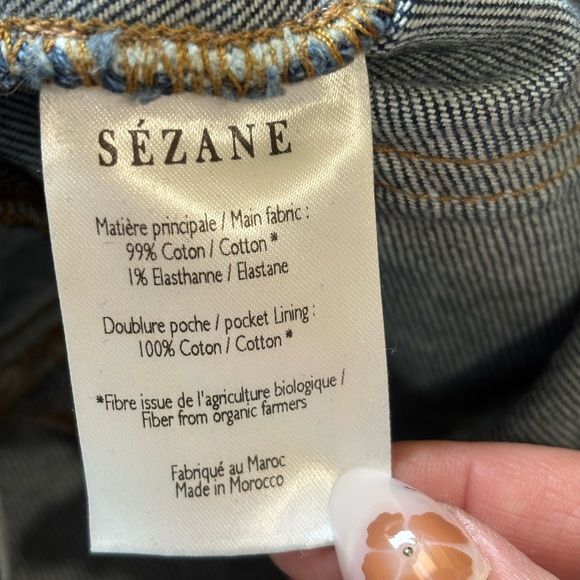 SÉZANE
Matière principale / Main fabric :
99% Coton / Cotton *
1% Elasthanne / Elastane
Doublure poche / pocket Lining :
100% Coton / Cotton *
*Fibre issue de l'agriculture biologique /
Fiber from organic farmers
Fabriqué au Maroc
Made in Morocco